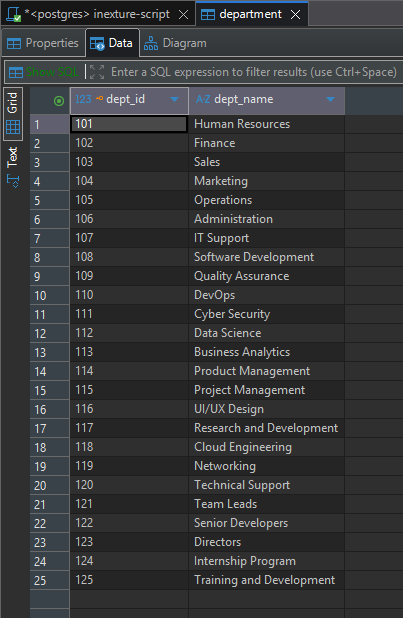 *<postgres> inexture-script department
Properties Data Diagram
Show SQL Enter a SQL expression to filter results (use Ctrl+Space)
Grid
Text
123 dept_id A-Z dept_name
1 101 Human Resources
2 102 Finance
3 103 Sales
4 104 Marketing
5 105 Operations
6 106 Administration
7 107 IT Support
8 108 Software Development
9 109 Quality Assurance
10 110 DevOps
11 111 Cyber Security
12 112 Data Science
13 113 Business Analytics
14 114 Product Management
15 115 Project Management
16 116 UI/UX Design
17 117 Research and Development
18 118 Cloud Engineering
19 119 Networking
20 120 Technical Support
21 121 Team Leads
22 122 Senior Developers
23 123 Directors
24 124 Internship Program
25 125 Training and Development